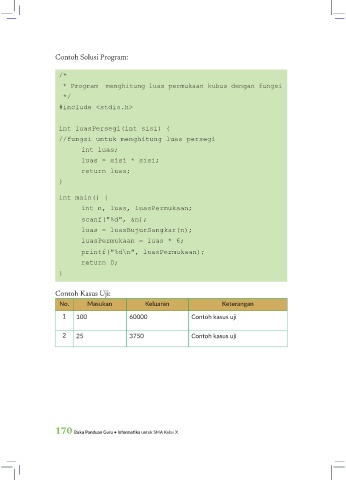 Contoh Solusi Program:
/*
* Program menghitung luas permukaan kubus dengan fungsi
*/
#include <stdio.h>
int luasPersegi(int sisi) {
//fungsi untuk menghitung luas persegi
int luas;
luas = sisi * sisi;
return luas;
}
int main() {
int n, luas, luasPermukaan;
scanf("%d", &n);
luas = luasBujurSangkar(n);
luasPermukaan = luas * 6;
printf("%d\n", luasPermukaan);
return 0;
}
Contoh Kasus Uji:
No. Masukan Keluaran Keterangan
1 100 60000 Contoh kasus uji
2 25 3750 Contoh kasus uji
170 Buku Panduan Guru • Informatika untuk SMA Kelas X